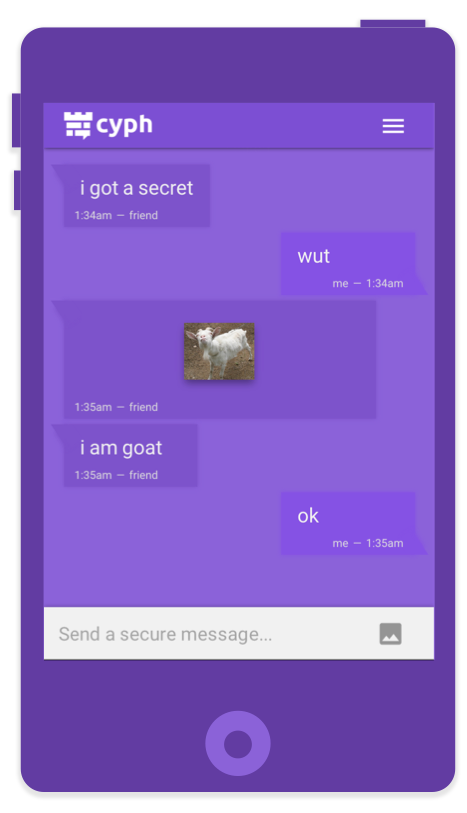 cyph
i got a secret
1:34am — friend
wut
me — 1:34am
1:35am — friend
i am goat
1:35am — friend
ok
me — 1:35am
Send a secure message...